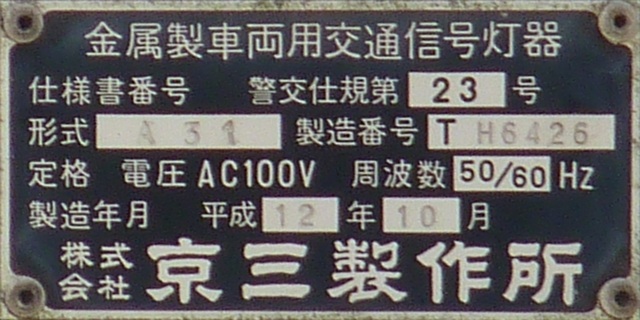 金属製車両用交通信号灯器
仕様書番号 警交仕規第 23 号
形式 A 31 製造番号 T H6426
定格 電圧 AC100V 周波数 50/60 Hz
製造年月 平成 12 年 10 月
株式会社 京三製作所